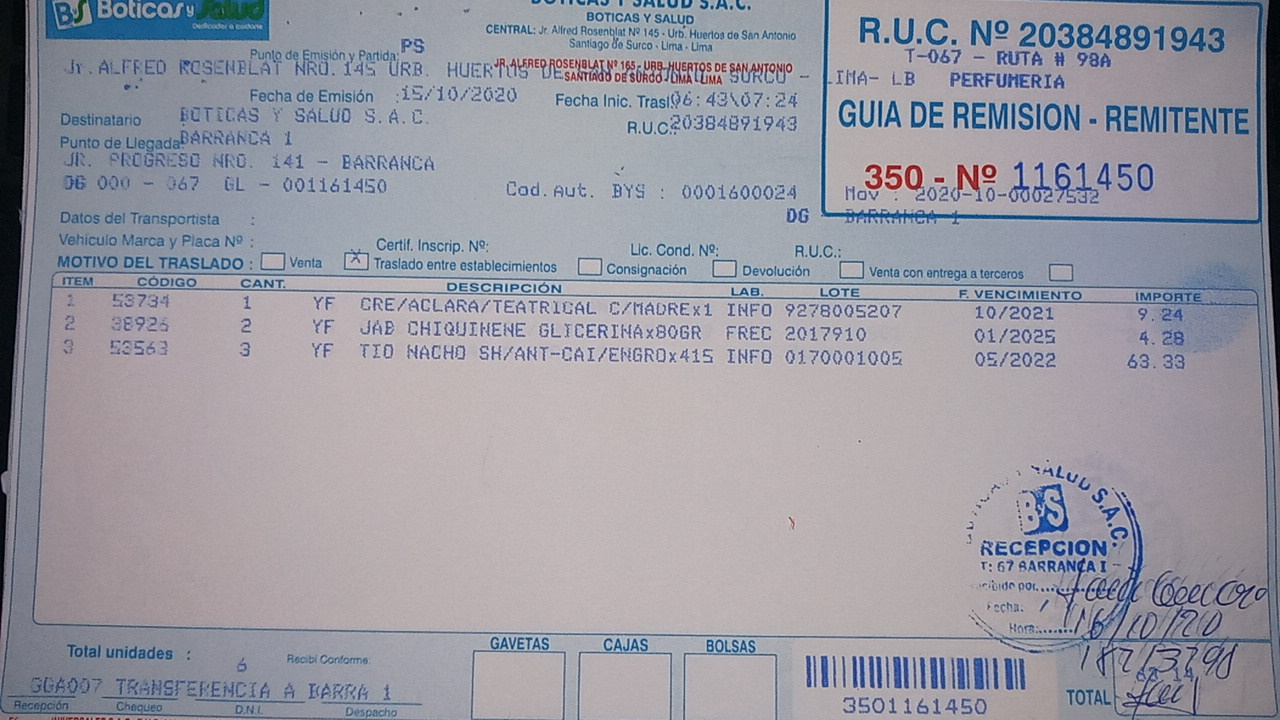 BS Boticas y Salud
Dedicados a cuidarte
BOTICAS Y SALUD S.A.C.
BOTICAS Y SALUD
CENTRAL: Jr. Alfred Rosenblat Nº 145 - Urb. Huertos de San Antonio
Santiago de Surco - Lima - Lima
R.U.C. Nº 20384891943
T-067 - RUTA # 98A
PERFUMERIA
GUIA DE REMISION - REMITENTE
350 - Nº 1161450
Mov : 2020-10-00027532
Punto de Emisión y Partida: PS
Jr. ALFRED ROSENBLAT NRO. 145 URB. HUERTOS DE SURCO - LIMA- LB
JR. ALFRED ROSENBLAT Nº 165 - URB. HUERTOS DE SAN ANTONIO
SANTIAGO DE SURCO - LIMA - LIMA
Fecha de Emisión :15/10/2020 Fecha Inic. Trasl 06:43\07:24
Destinatario BOTICAS Y SALUD S.A.C. R.U.C. 20384891943
Punto de Llegada BARRANCA 1
JR. PROGRESO NRO. 141 - BARRANCA
DG 000 - 067 GL - 001161450 Cod. Aut. BYS : 0001600024
DG - BARRANCA 1
Datos del Transportista :
Vehículo Marca y Placa Nº : Certif. Inscrip. Nº: Lic. Cond. Nº: R.U.C.:
MOTIVO DEL TRASLADO : Venta X Traslado entre establecimientos Consignación Devolución Venta con entrega a terceros
ITEM CÓDIGO CANT. DESCRIPCIÓN LAB. LOTE F. VENCIMIENTO IMPORTE
1 53734 1 YF CRE/ACLARA/TEATRICAL C/MADREx1 INFO 9278005207 10/2021 9.24
2 38926 2 YF JAB CHIQUINENE GLICERINAx80GR FREC 2017910 01/2025 4.28
3 53563 3 YF TIO NACHO SH/ANT-CAI/ENGROx415 INFO 0170001005 05/2022 63.33
SALUD S.A.C.
B&S
RECEPCION
T: 67 BARRANCA I
Recibido por
Fecha: 16/10/20
Hora:
18213798
Total unidades : 6 Recibí Conforme:
GGA007 TRANSFERENCIA A BARRA 1
Recepción Chequeo D.N.I. Despacho
GAVETAS CAJAS BOLSAS
3501161450
TOTAL